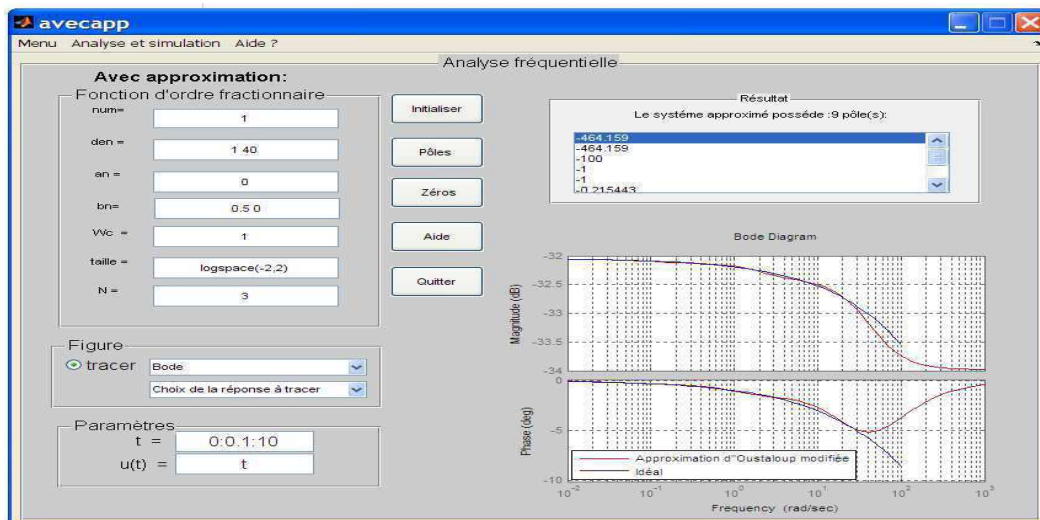 avecapp
Menu Analyse et simulation Aide ?
Analyse fréquentielle
Avec approximation:
Fonction d'ordre fractionnaire
num= 1
den = 1 40
an = 0
bn= 0.5 0
Wc = 1
taille = logspace(-2,2)
N = 3
Initialiser
Pôles
Zéros
Aide
Quitter
Résultat
Le systéme approximé posséde :9 pôle(s):
-464.159
-464.159
-100
-1
-1
-0.215443
Figure
tracer Bode
Choix de la réponse à tracer
Paramètres
t = 0:0.1:10
u(t) = t
Bode Diagram
Magnitude (dB)
-32
-32.5
-33
-33.5
-34
Phase (deg)
0
-5
-10
Approximation d''Oustaloup modifiée
Idéal
10^-2 10^-1 10^0 10^1 10^2 10^3
Frequency (rad/sec)